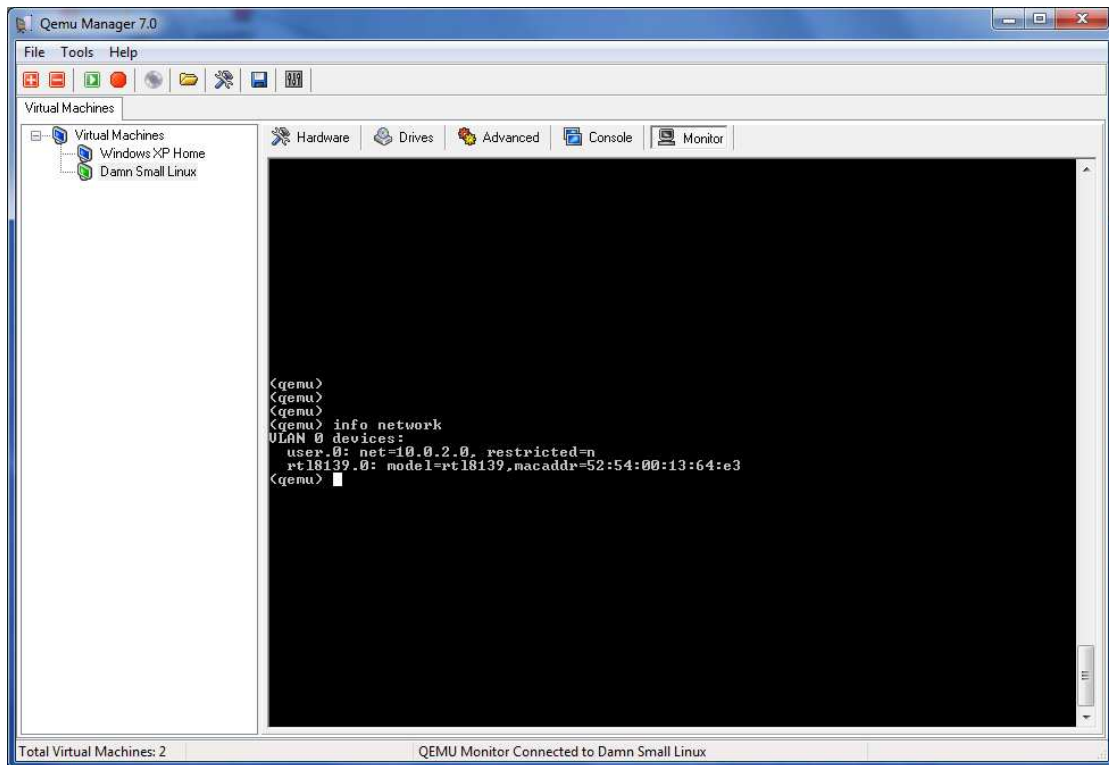 Qemu Manager 7.0
File Tools Help
Virtual Machines
Virtual Machines
Windows XP Home
Damn Small Linux
Hardware Drives Advanced Console Monitor
(qemu)
(qemu)
(qemu)
(qemu) info network
VLAN 0 devices:
user.0: net=10.0.2.0, restricted=n
rtl8139.0: model=rtl8139,macaddr=52:54:00:13:64:e3
(qemu)
Total Virtual Machines: 2 QEMU Monitor Connected to Damn Small Linux